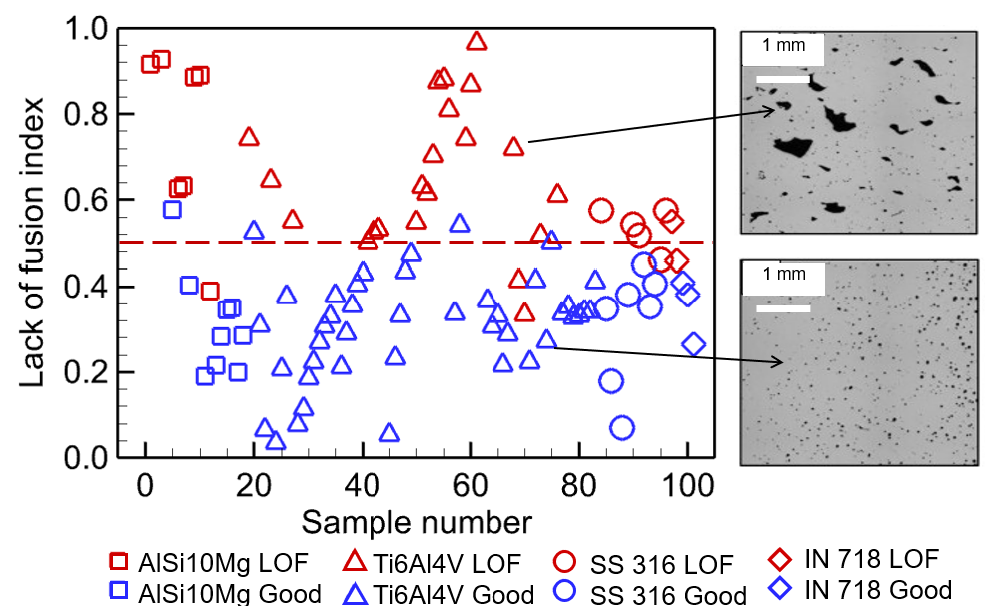 1.0
0.8
0.6
0.4
0.2
0.0
Lack of fusion index
0 20 40 60 80 100
Sample number
1 mm
1 mm
AlSi10Mg LOF Ti6Al4V LOF SS 316 LOF IN 718 LOF
AlSi10Mg Good Ti6Al4V Good SS 316 Good IN 718 Good